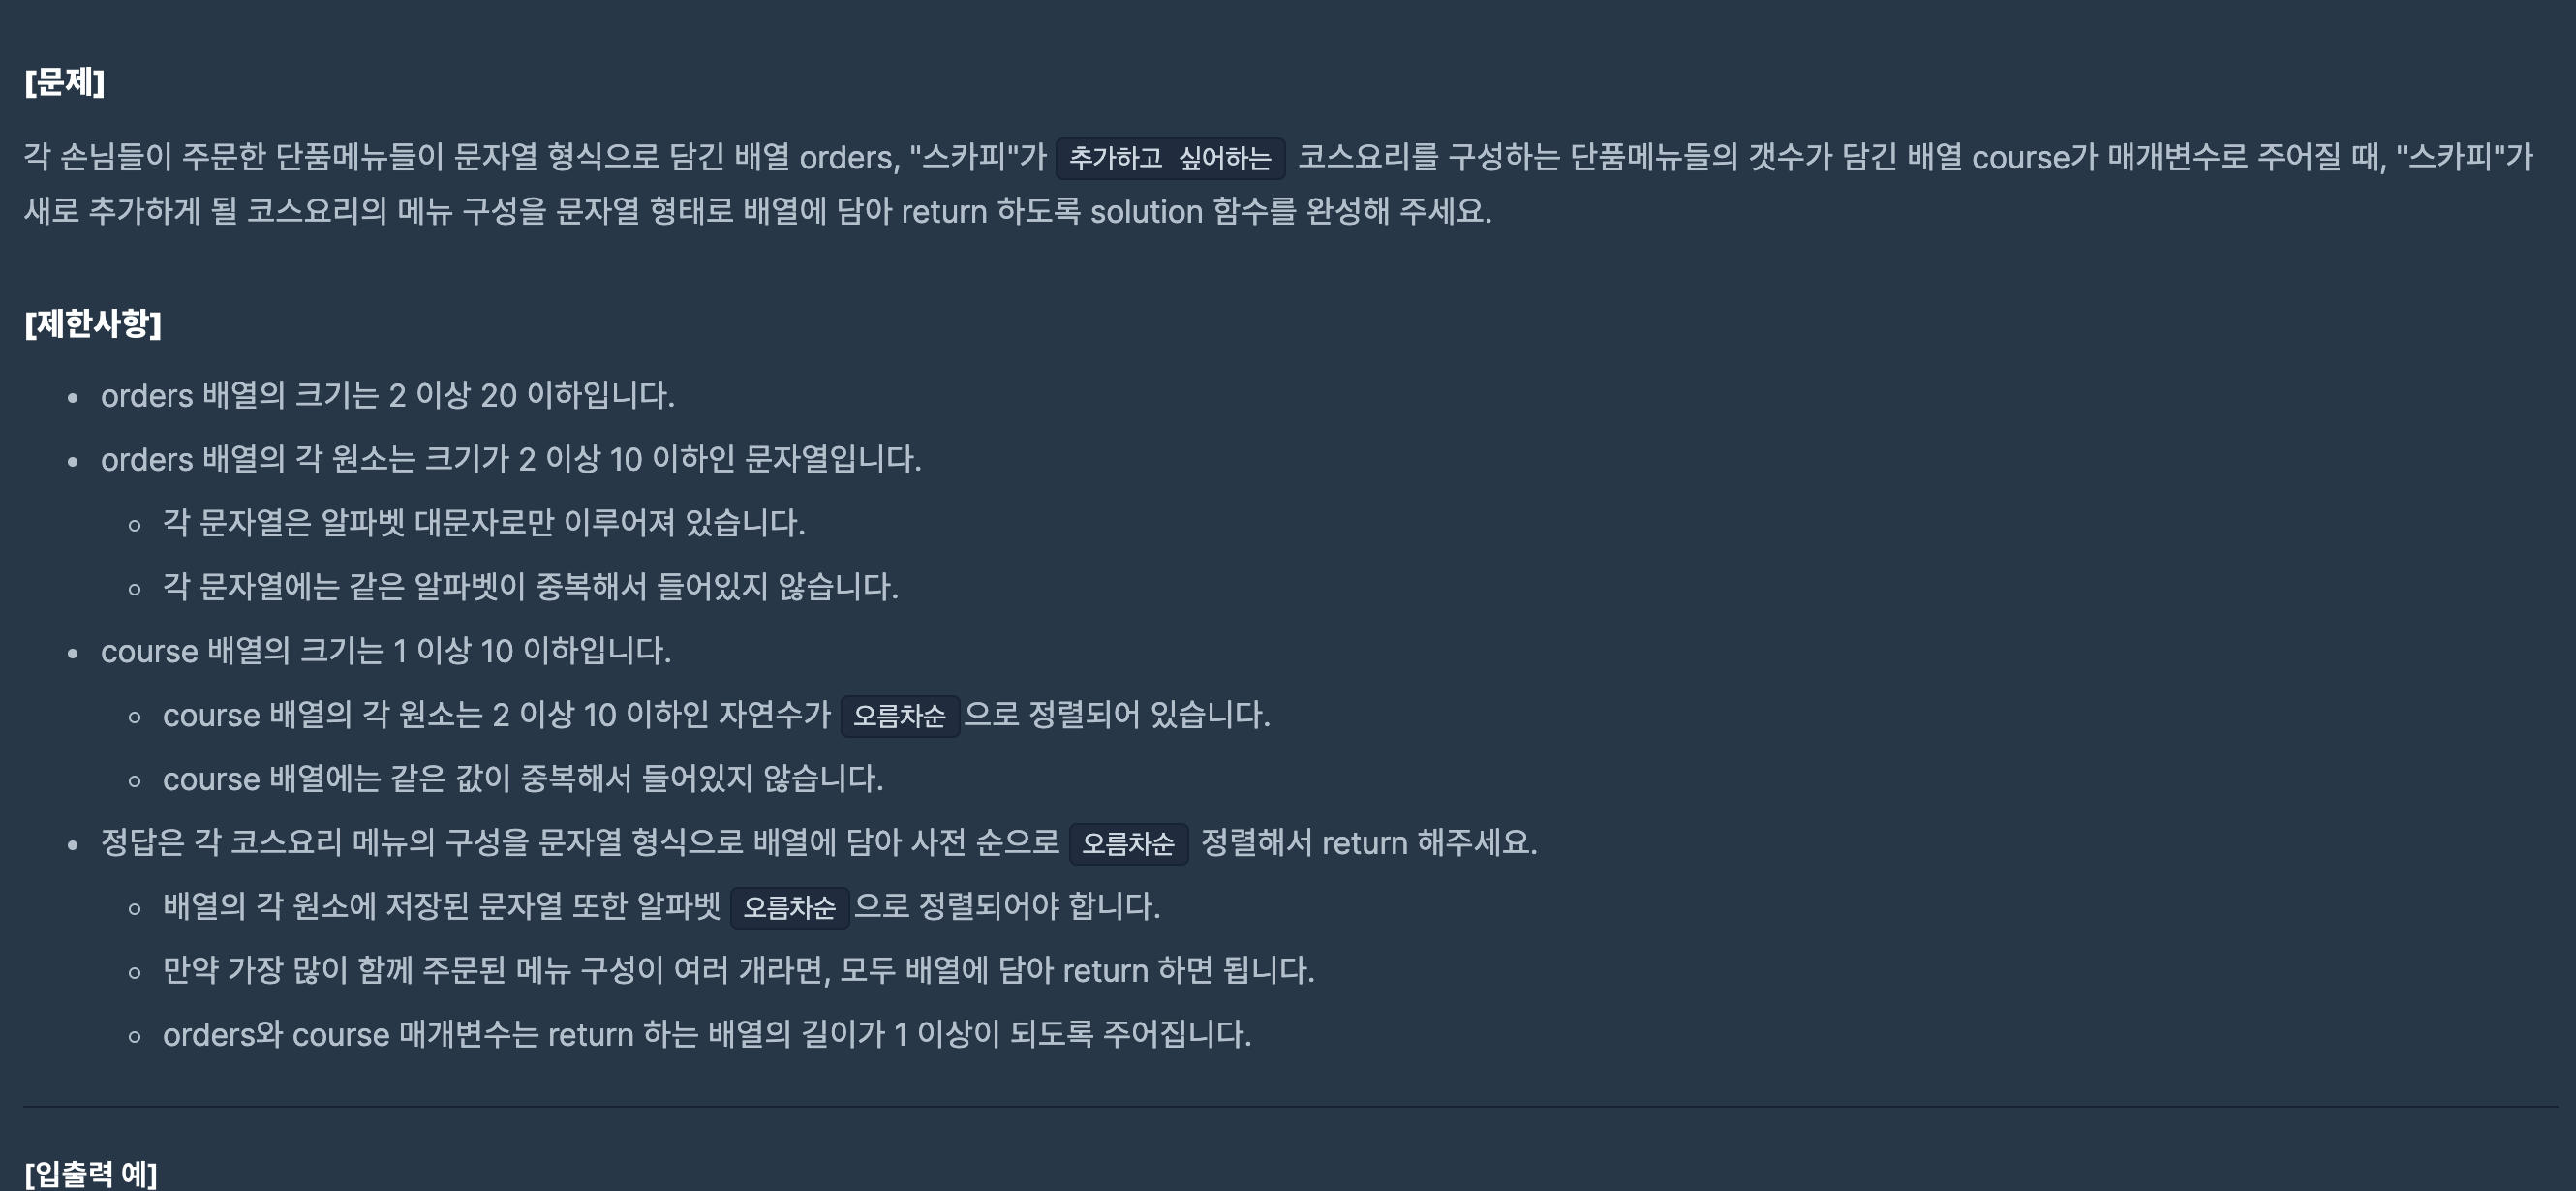 [문제]
각 손님들이 주문한 단품메뉴들이 문자열 형식으로 담긴 배열 orders, "스카피"가 추가하고 싶어하는 코스요리를 구성하는 단품메뉴들의 갯수가 담긴 배열 course가 매개변수로 주어질 때, "스카피"가
새로 추가하게 될 코스요리의 메뉴 구성을 문자열 형태로 배열에 담아 return 하도록 solution 함수를 완성해 주세요.
[제한사항]
• orders 배열의 크기는 2 이상 20 이하입니다.
• orders 배열의 각 원소는 크기가 2 이상 10 이하인 문자열입니다.
◦ 각 문자열은 알파벳 대문자로만 이루어져 있습니다.
◦ 각 문자열에는 같은 알파벳이 중복해서 들어있지 않습니다.
• course 배열의 크기는 1 이상 10 이하입니다.
◦ course 배열의 각 원소는 2 이상 10 이하인 자연수가 오름차순으로 정렬되어 있습니다.
◦ course 배열에는 같은 값이 중복해서 들어있지 않습니다.
• 정답은 각 코스요리 메뉴의 구성을 문자열 형식으로 배열에 담아 사전 순으로 오름차순 정렬해서 return 해주세요.
◦ 배열의 각 원소에 저장된 문자열 또한 알파벳 오름차순으로 정렬되어야 합니다.
◦ 만약 가장 많이 함께 주문된 메뉴 구성이 여러 개라면, 모두 배열에 담아 return 하면 됩니다.
◦ orders와 course 매개변수는 return 하는 배열의 길이가 1 이상이 되도록 주어집니다.
[입출력 예]